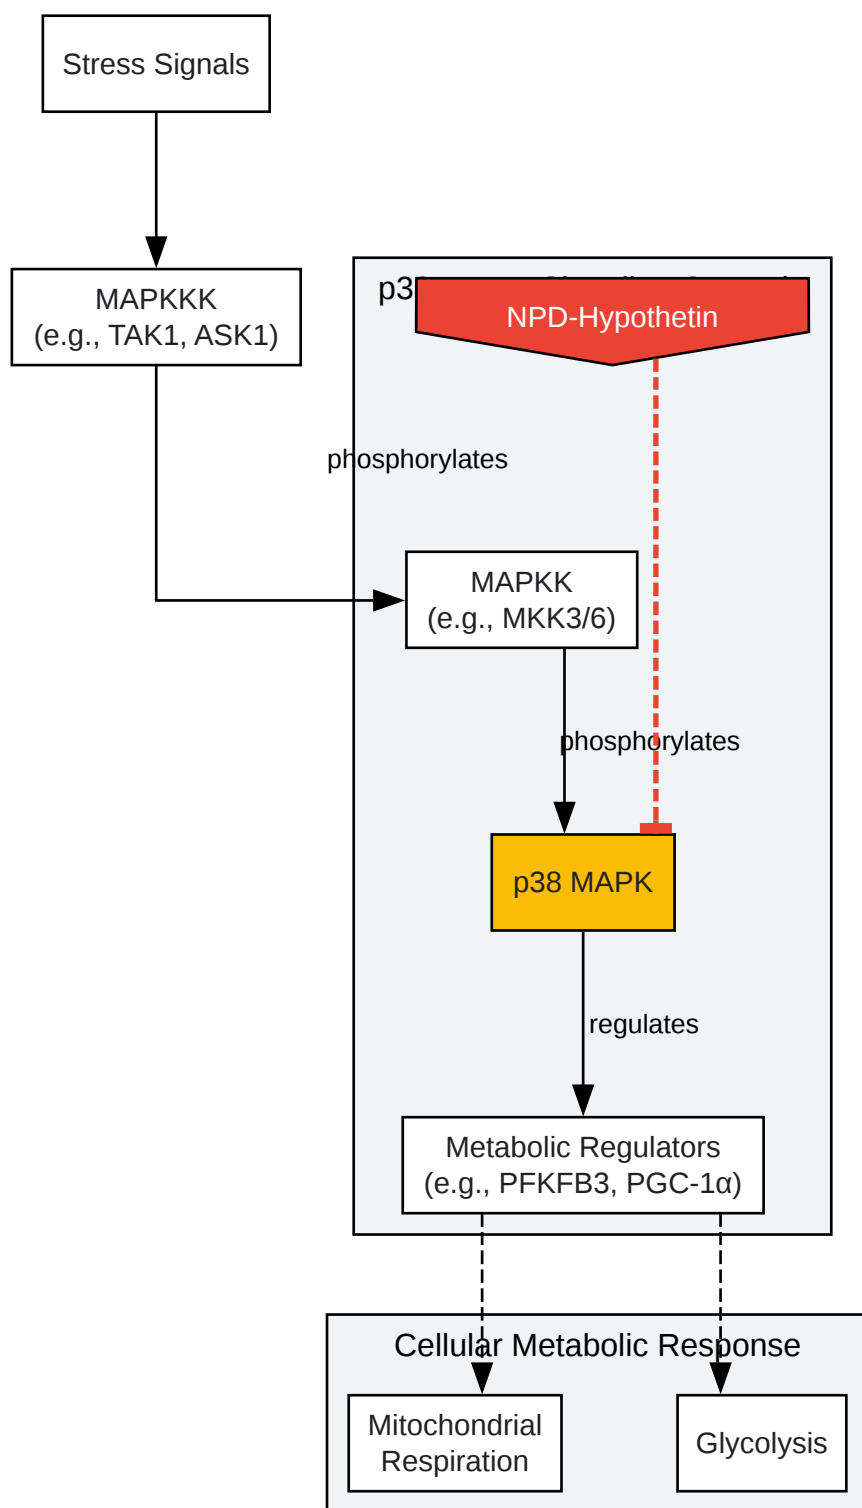 Stress Signals
MAPKKK
(e.g., TAK1, ASK1)
NPD-Hypothetin
phosphorylates
MAPKK
(e.g., MKK3/6)
phosphorylates
p38 MAPK
regulates
Metabolic Regulators
(e.g., PFKFB3, PGC-1α)
Cellular Metabolic Response
Mitochondrial
Respiration
Glycolysis